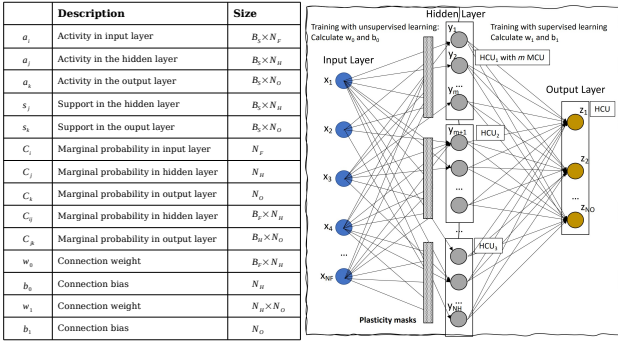 Description Size
a_i Activity in input layer B_S×N_F
a_j Activity in the hidden layer B_S×N_H
a_k Activity in the output layer B_S×N_O
s_j Support in the hidden layer B_S×N_H
s_k Support in the ouput layer B_S×N_O
C_i Marginal probability in input layer N_F
C_j Marginal probability in hidden layer N_H
C_k Marginal probability in output layer N_O
C_ij Marginal probability in hidden layer B_F×N_H
C_jk Marginal probability in output layer B_H×N_O
w_0 Connection weight B_F×N_H
b_0 Connection bias N_H
w_1 Connection weight N_H×N_O
b_1 Connection bias N_O
Hidden Layer
Training with unsupervised learning:
Calculate w_0 and b_0
Training with supervised learning
Calculate w_1 and b_1
Input Layer
Output Layer
x_1
x_2
x_3
x_4
...
x_NF
y_1
y_2
...
y_m
HCU_1 with m MCU
y_m+1
HCU_2
...
...
HCU_3
...
y_NH
z_1
HCU
z_2
...
z_NO
Plasticity masks